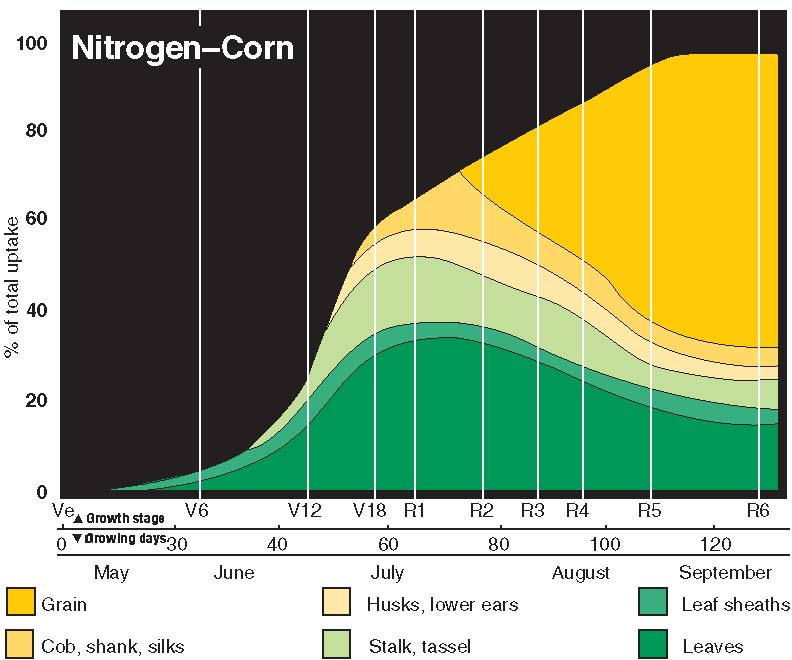 Nitrogen–Corn
100
80
60
40
20
0
% of total uptake
Ve V6 V12 V18 R1 R2 R3 R4 R5 R6
▲ Growth stage
▼ Growing days
0 30 40 60 80 100 120
May June July August September
Grain Husks, lower ears Leaf sheaths
Cob, shank, silks Stalk, tassel Leaves